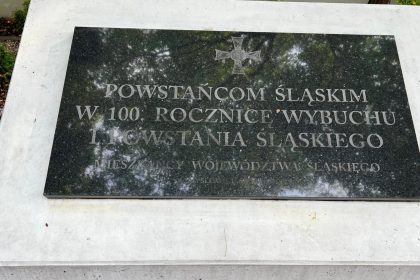 POWSTAŃCOM ŚLĄSKIM
W 100. ROCZNICĘ WYBUCHU
I POWSTANIA ŚLĄSKIEGO
MIESZKAŃCY WOJEWÓDZTWA ŚLĄSKIEGO